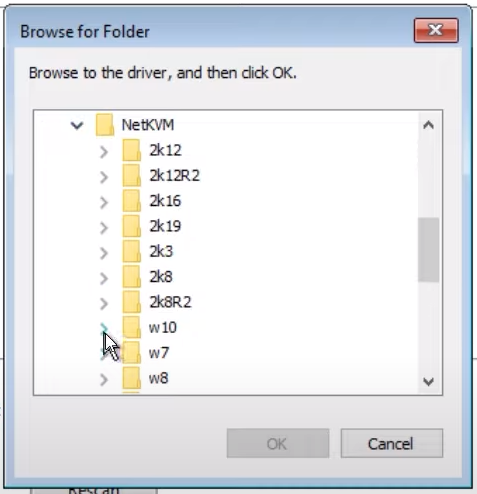 Browse for Folder
Browse to the driver, and then click OK.
NetKVM
2k12
2k12R2
2k16
2k19
2k3
2k8
2k8R2
w10
w7
w8
OK
Cancel
Rescan